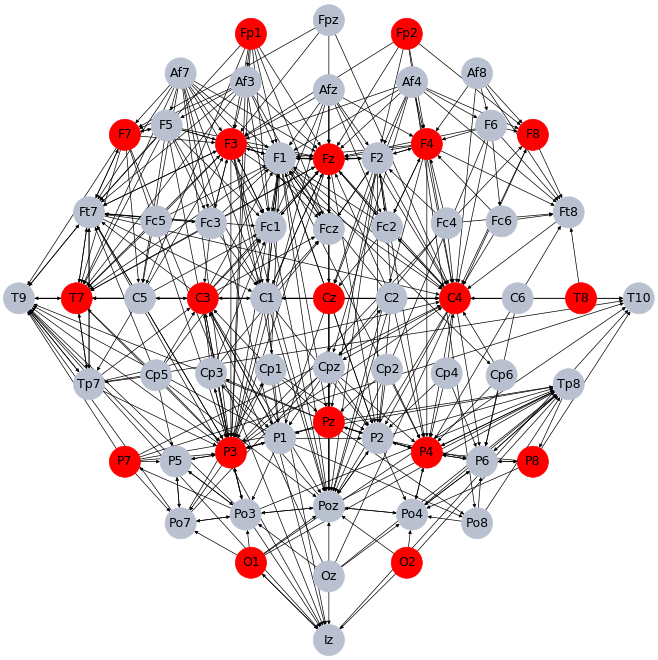 Fpz
Fp1 Fp2
Af7 Af3 Afz Af4 Af8
F7 F5 F3 F1 Fz F2 F4 F6 F8
Ft7 Fc5 Fc3 Fc1 Fcz Fc2 Fc4 Fc6 Ft8
T9 T7 C5 C3 C1 Cz C2 C4 C6 T8 T10
Tp7 Cp5 Cp3 Cp1 Cpz Cp2 Cp4 Cp6 Tp8
P7 P5 P3 P1 Pz P2 P4 P6 P8
Po7 Po3 Poz Po4 Po8
O1 Oz O2
Iz